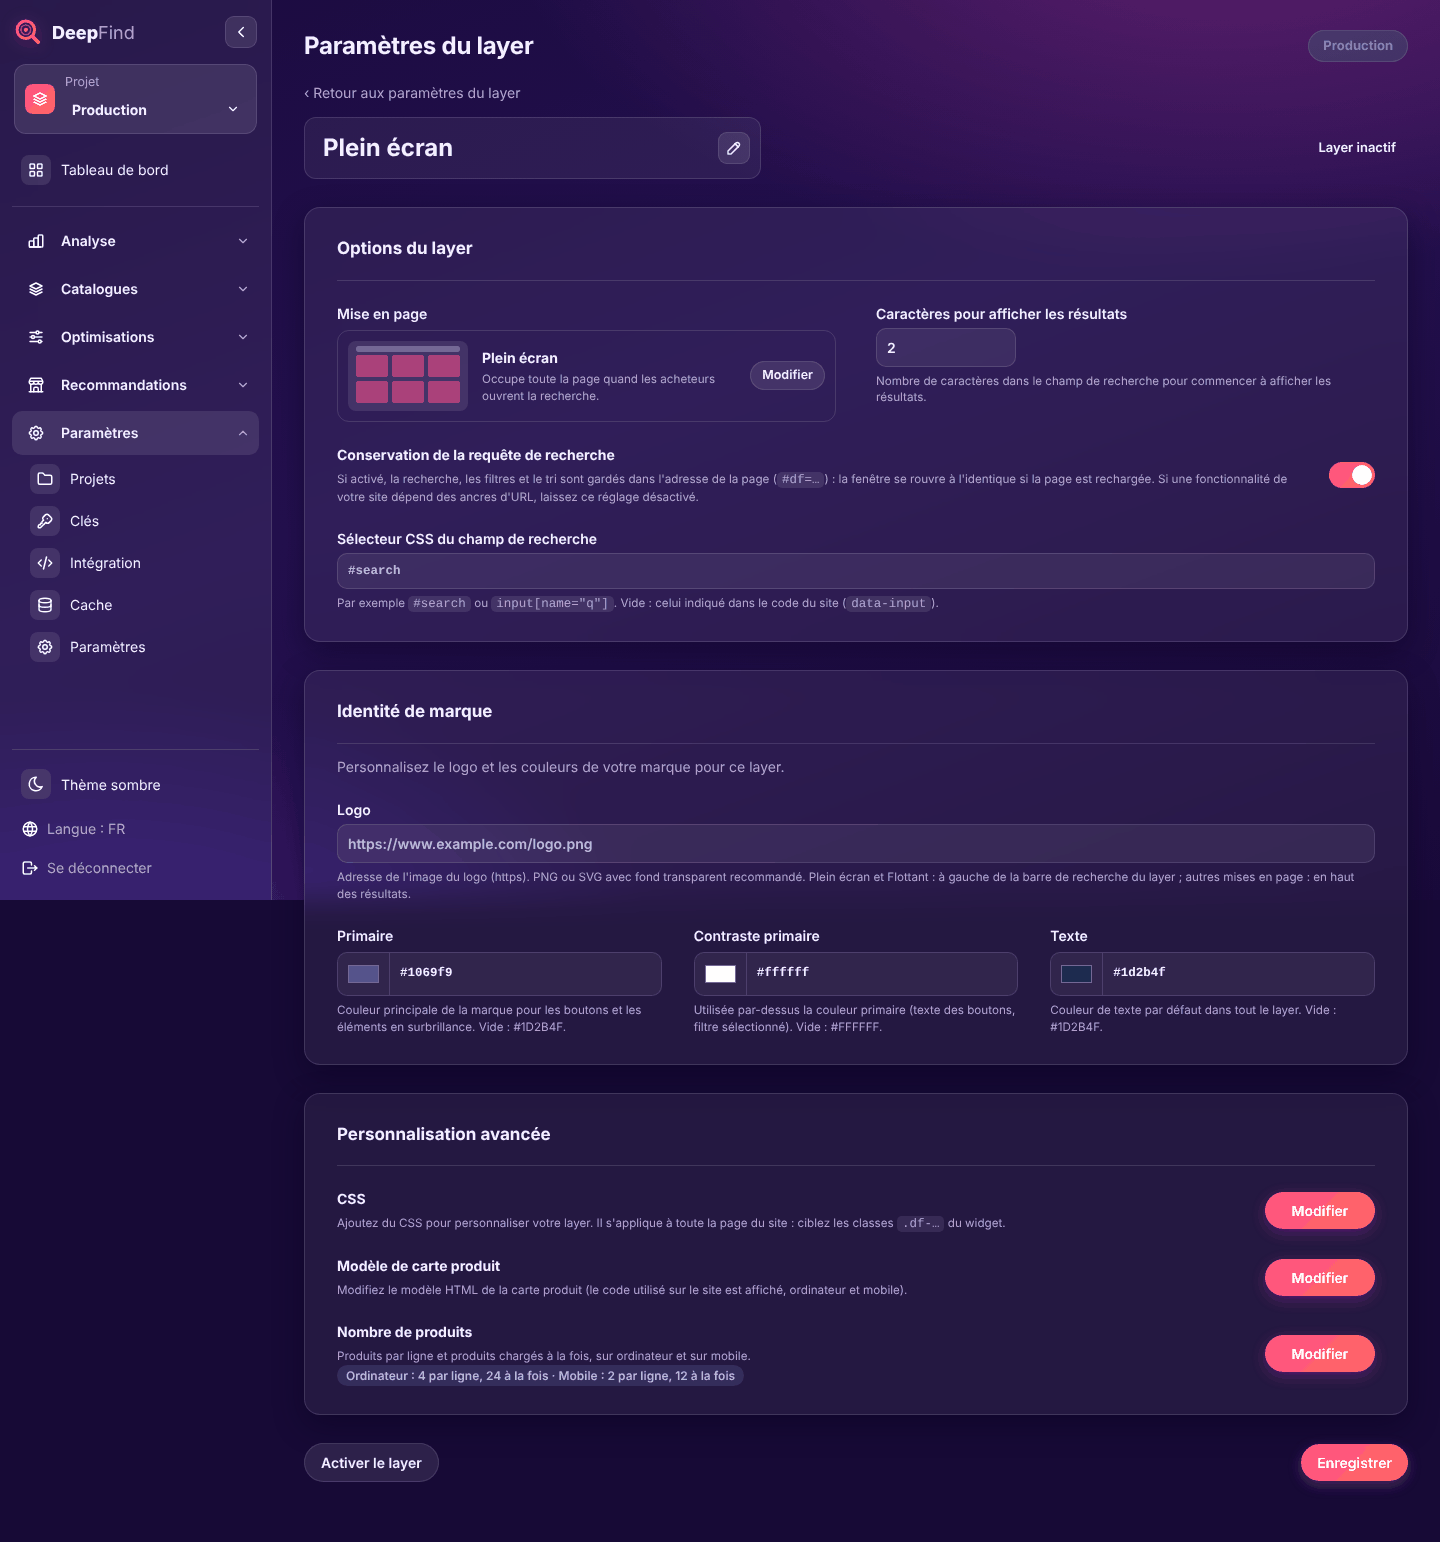 DeepFind
Projet
Production
Tableau de bord
Analyse
Catalogues
Optimisations
Recommandations
Paramètres
Projets
Clés
Intégration
Cache
Paramètres
Thème sombre
Langue : FR
Se déconnecter
Paramètres du layer
Production
‹ Retour aux paramètres du layer
Plein écran
Layer inactif
Options du layer
Mise en page
Plein écran
Occupe toute la page quand les acheteurs
ouvrent la recherche.
Modifier
Caractères pour afficher les résultats
2
Nombre de caractères dans le champ de recherche pour commencer à afficher les
résultats.
Conservation de la requête de recherche
Si activé, la recherche, les filtres et le tri sont gardés dans l'adresse de la page (#df=…) : la fenêtre se rouvre à l'identique si la page est rechargée. Si une fonctionnalité de
votre site dépend des ancres d'URL, laissez ce réglage désactivé.
Sélecteur CSS du champ de recherche
#search
Par exemple #search ou input[name="q"]. Vide : celui indiqué dans le code du site (data-input).
Identité de marque
Personnalisez le logo et les couleurs de votre marque pour ce layer.
Logo
https://www.example.com/logo.png
Adresse de l'image du logo (https). PNG ou SVG avec fond transparent recommandé. Plein écran et Flottant : à gauche de la barre de recherche du layer ; autres mises en page : en haut
des résultats.
Primaire
#1069f9
Couleur principale de la marque pour les boutons et les
éléments en surbrillance. Vide : #1D2B4F.
Contraste primaire
#ffffff
Utilisée par-dessus la couleur primaire (texte des boutons,
filtre sélectionné). Vide : #FFFFFF.
Texte
#1d2b4f
Couleur de texte par défaut dans tout le layer. Vide :
#1D2B4F.
Personnalisation avancée
CSS
Ajoutez du CSS pour personnaliser votre layer. Il s'applique à toute la page du site : ciblez les classes .df-… du widget.
Modifier
Modèle de carte produit
Modifiez le modèle HTML de la carte produit (le code utilisé sur le site est affiché, ordinateur et mobile).
Modifier
Nombre de produits
Produits par ligne et produits chargés à la fois, sur ordinateur et sur mobile.
Ordinateur : 4 par ligne, 24 à la fois · Mobile : 2 par ligne, 12 à la fois
Modifier
Activer le layer
Enregistrer